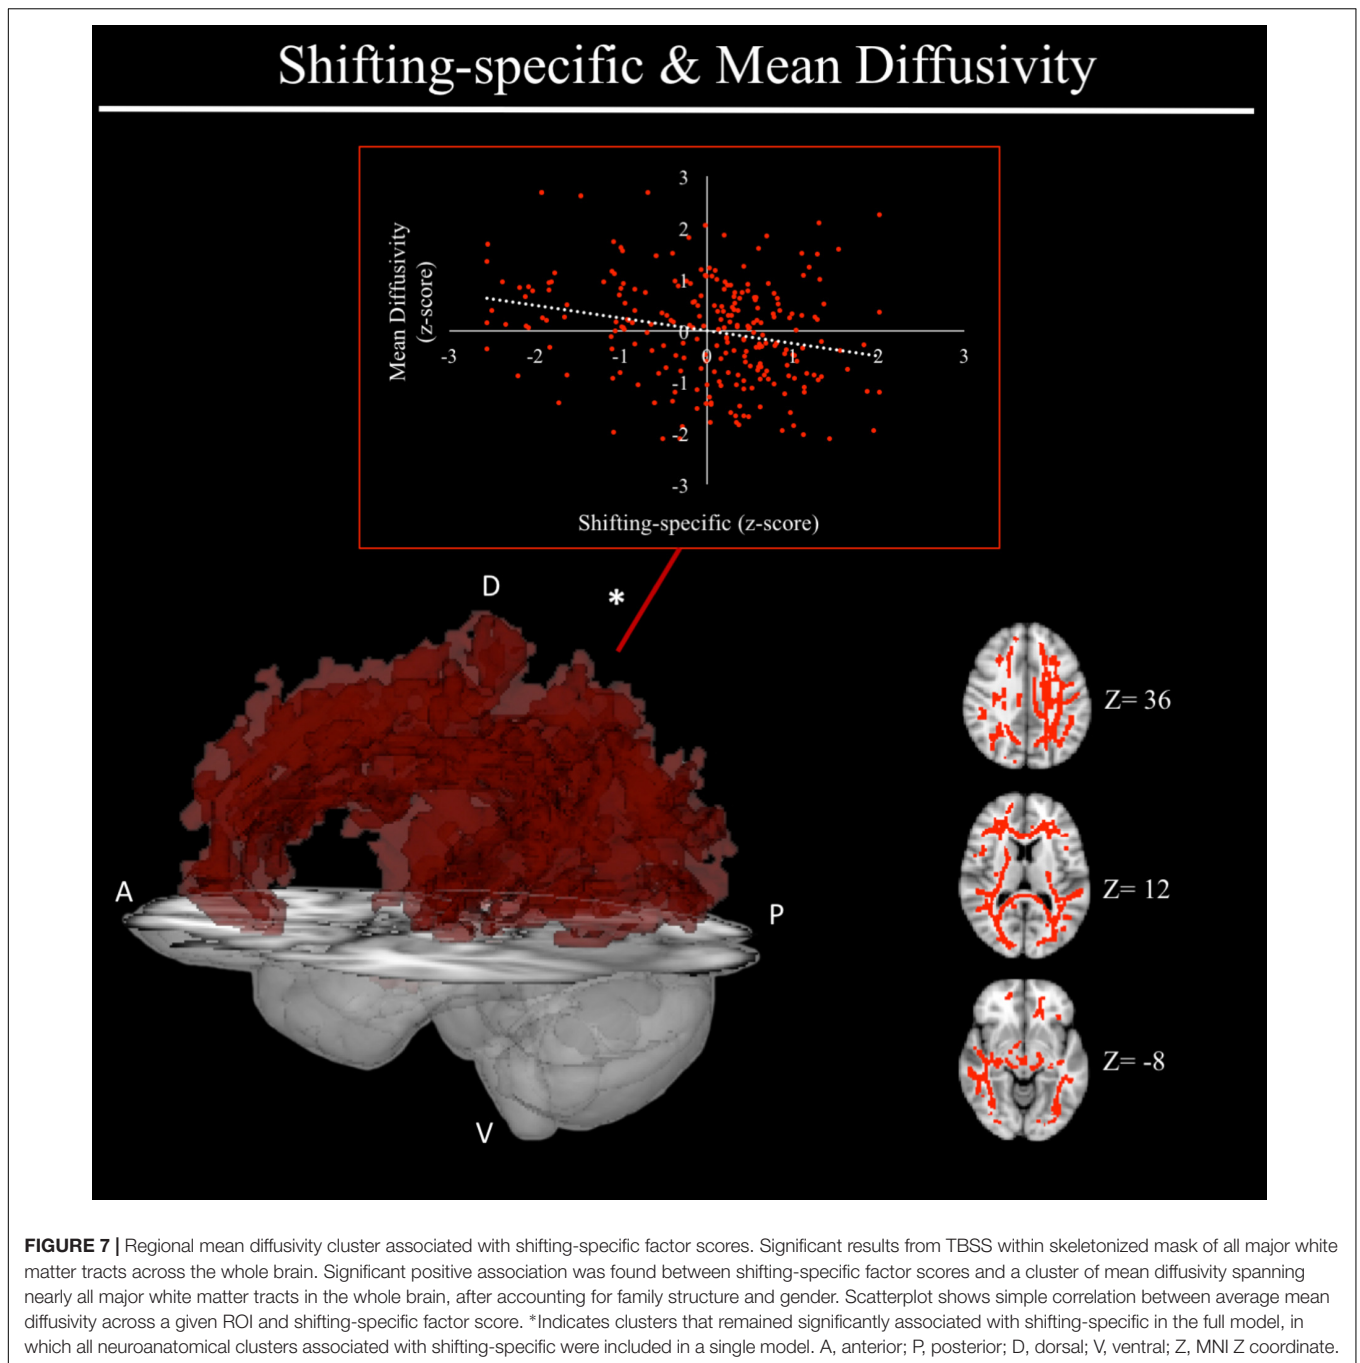 Shifting-specific & Mean Diffusivity
Mean Diffusivity
(z-score)
3
2
1
0
-3
-2
-1
0
1
2
3
-1
-2
-3
Shifting-specific (z-score)
D
*
A
P
V
Z= 36
Z= 12
Z= -8
FIGURE 7 | Regional mean diffusivity cluster associated with shifting-specific factor scores. Significant results from TBSS within skeletonized mask of all major white
matter tracts across the whole brain. Significant positive association was found between shifting-specific factor scores and a cluster of mean diffusivity spanning
nearly all major white matter tracts in the whole brain, after accounting for family structure and gender. Scatterplot shows simple correlation between average mean
diffusivity across a given ROI and shifting-specific factor score. *Indicates clusters that remained significantly associated with shifting-specific in the full model, in
which all neuroanatomical clusters associated with shifting-specific were included in a single model. A, anterior; P, posterior; D, dorsal; V, ventral; Z, MNI Z coordinate.